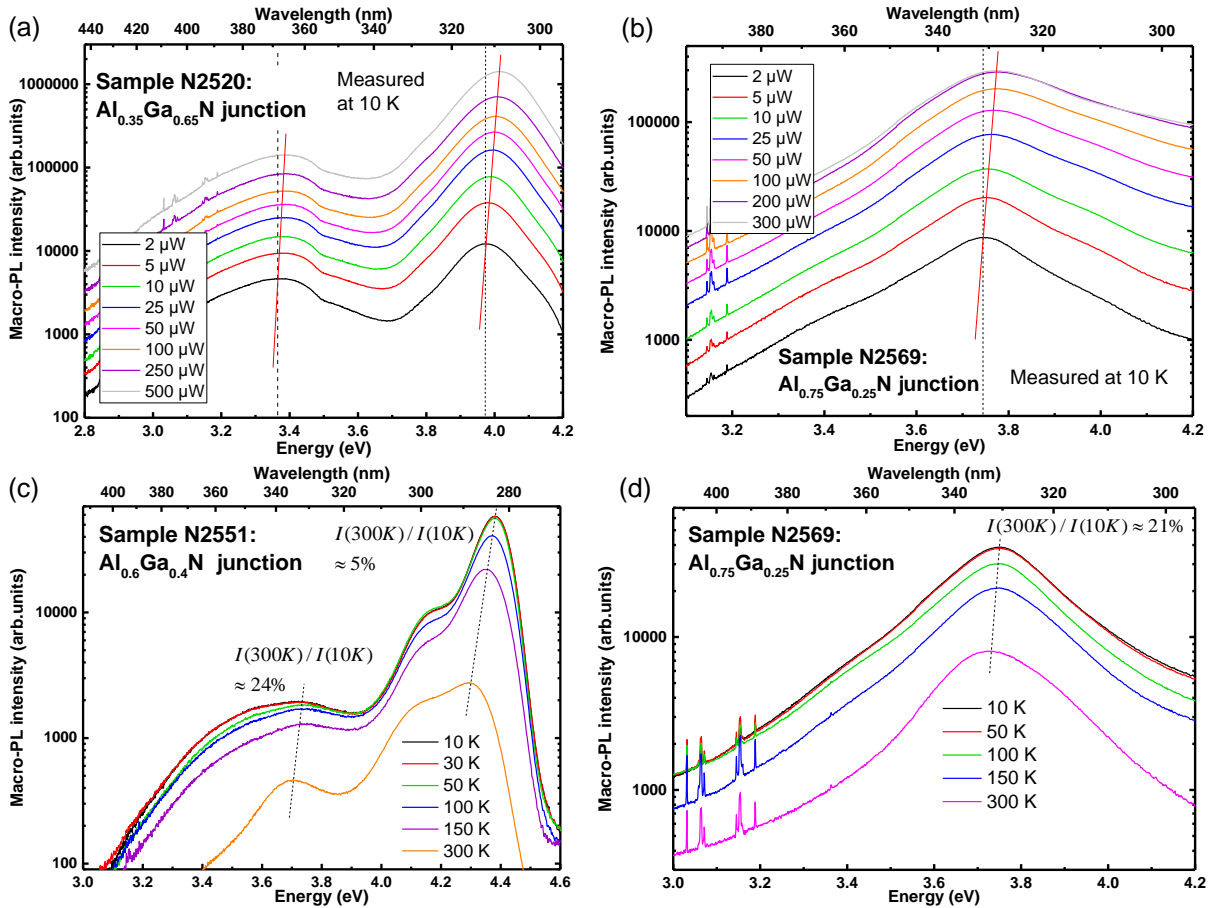 (a)
Wavelength (nm)
440 420 400 380 360 340 320 300
Macro-PL intensity (arb.units)
1000000
100000
10000
1000
100
Sample N2520:
Al0.35Ga0.65N junction
Measured
at 10 K
2 µW
5 µW
10 µW
25 µW
50 µW
100 µW
250 µW
500 µW
2.8 3.0 3.2 3.4 3.6 3.8 4.0 4.2
Energy (eV)
(b)
Wavelength (nm)
380 360 340 320 300
Macro-PL intensity (arb.units)
100000
10000
1000
2 µW
5 µW
10 µW
25 µW
50 µW
100 µW
200 µW
300 µW
Sample N2569:
Al0.75Ga0.25N junction
Measured at 10 K
3.2 3.4 3.6 3.8 4.0 4.2
Energy (eV)
(c)
Wavelength (nm)
400 380 360 340 320 300 280
Macro-PL intensity (arb.units)
10000
1000
100
Sample N2551:
Al0.6Ga0.4N junction
I(300K) / I(10K)
≈ 5%
I(300K) / I(10K)
≈ 24%
10 K
30 K
50 K
100 K
150 K
300 K
3.0 3.2 3.4 3.6 3.8 4.0 4.2 4.4 4.6
Energy (eV)
(d)
Wavelength (nm)
400 380 360 340 320 300
Macro-PL intensity (arb.units)
10000
1000
Sample N2569:
Al0.75Ga0.25N junction
I(300K) / I(10K) ≈ 21%
10 K
50 K
100 K
150 K
300 K
3.0 3.2 3.4 3.6 3.8 4.0 4.2
Energy (eV)